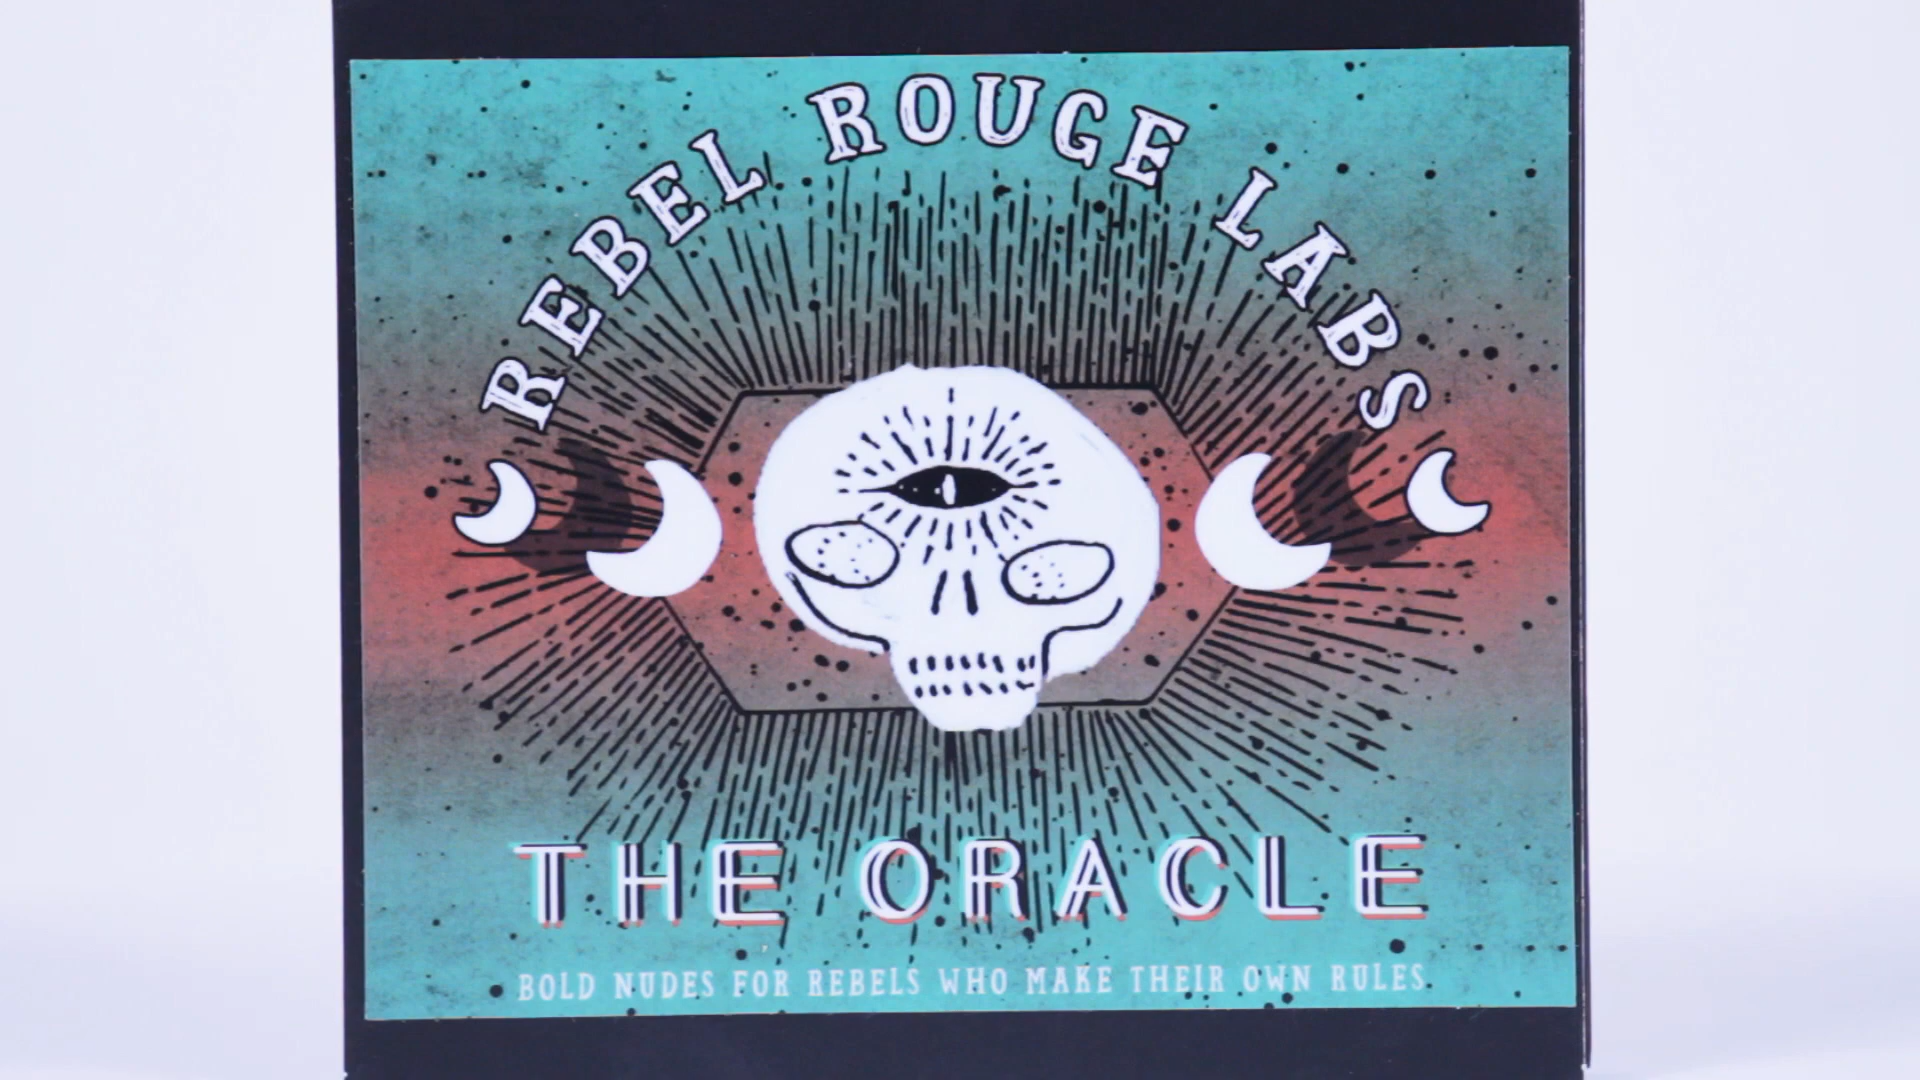 REBEL ROUGE LABS
THE ORACLE
BOLD NUDES FOR REBELS WHO MAKE THEIR OWN RULES.